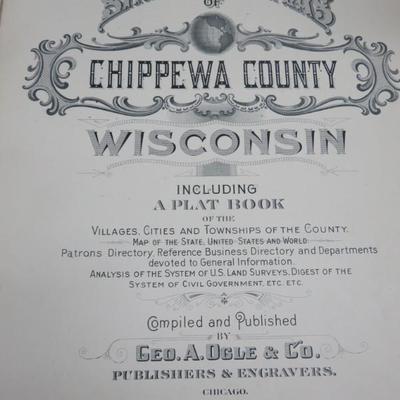 OF
CHIPPEWA COUNTY
WISCONSIN
INCLUDING
A PLAT BOOK
OF THE
VILLAGES, CITIES AND TOWNSHIPS OF THE COUNTY.
MAP OF THE STATE, UNITED STATES AND WORLD.
Patrons Directory, Reference Business Directory and Departments
devoted to General Information.
ANALYSIS OF THE SYSTEM OF U.S. LAND SURVEYS, DIGEST OF THE
SYSTEM OF CIVIL GOVERNMENT, ETC. ETC.
Compiled and Published
BY
GEO. A. OGLE & CO.
PUBLISHERS & ENGRAVERS.
CHICAGO.